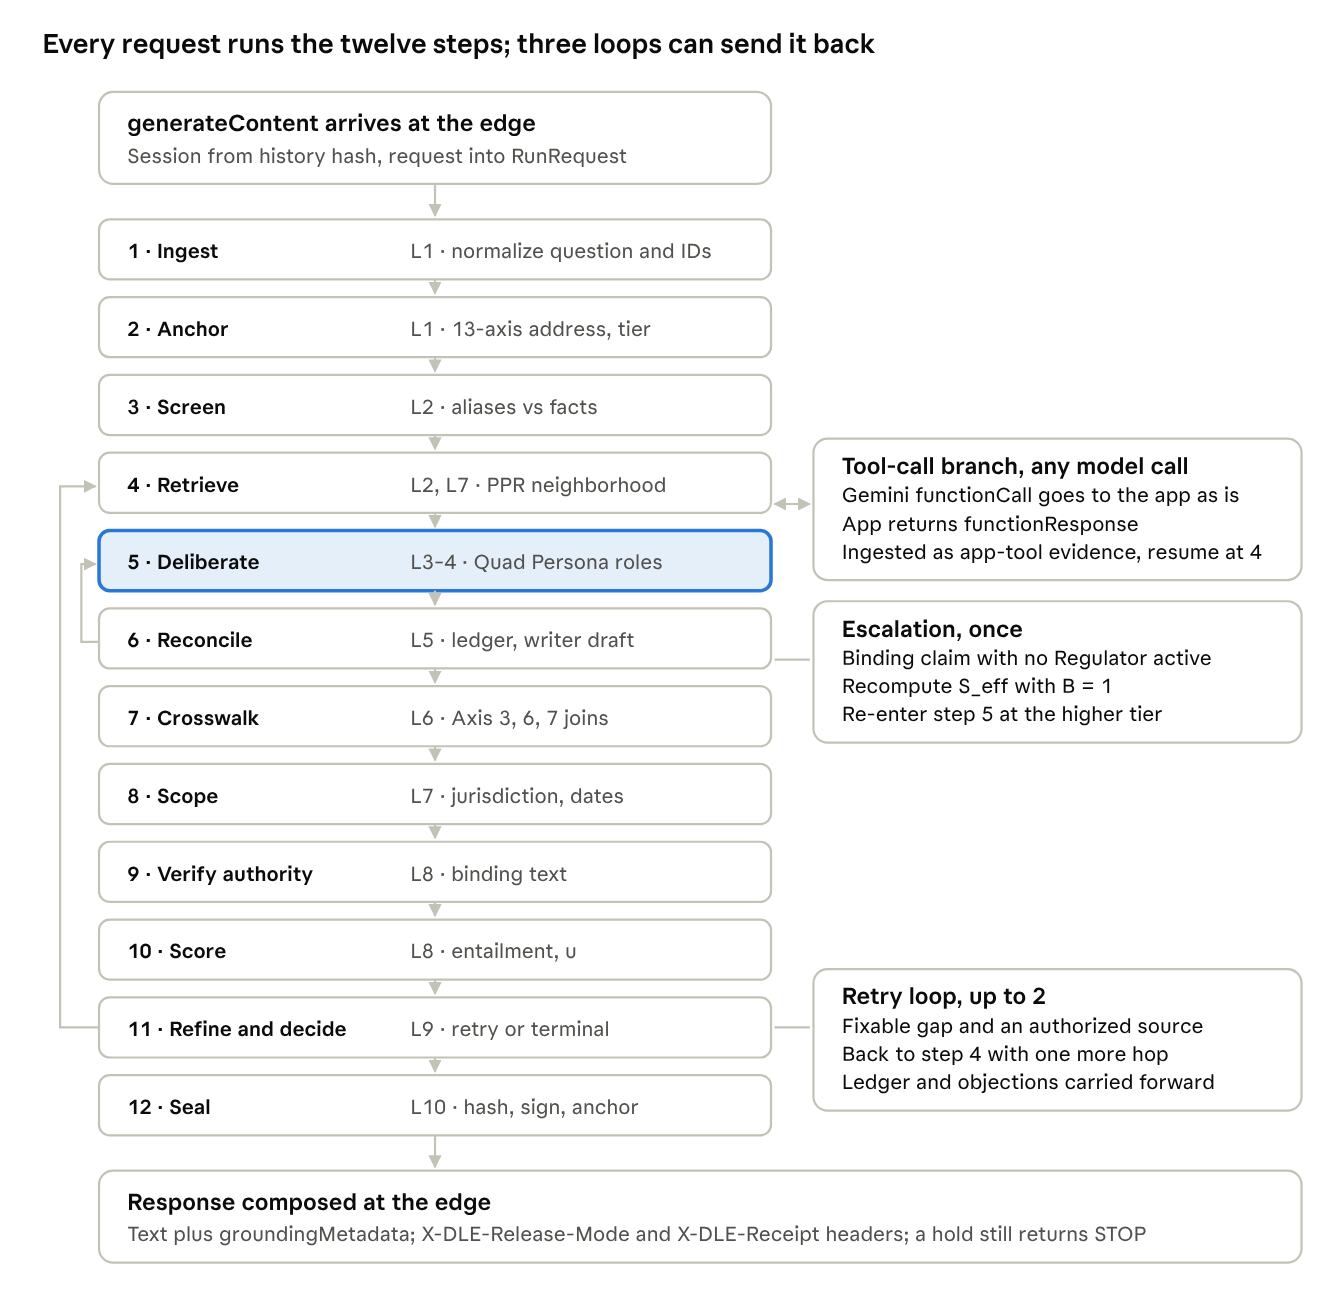 Every request runs the twelve steps; three loops can send it back
generateContent arrives at the edge
Session from history hash, request into RunRequest
1 · Ingest L1 · normalize question and IDs
2 · Anchor L1 · 13-axis address, tier
3 · Screen L2 · aliases vs facts
4 · Retrieve L2, L7 · PPR neighborhood
Tool-call branch, any model call
Gemini functionCall goes to the app as is
App returns functionResponse
Ingested as app-tool evidence, resume at 4
5 · Deliberate L3-4 · Quad Persona roles
6 · Reconcile L5 · ledger, writer draft
Escalation, once
Binding claim with no Regulator active
Recompute S_eff with B = 1
Re-enter step 5 at the higher tier
7 · Crosswalk L6 · Axis 3, 6, 7 joins
8 · Scope L7 · jurisdiction, dates
9 · Verify authority L8 · binding text
10 · Score L8 · entailment, u
11 · Refine and decide L9 · retry or terminal
Retry loop, up to 2
Fixable gap and an authorized source
Back to step 4 with one more hop
Ledger and objections carried forward
12 · Seal L10 · hash, sign, anchor
Response composed at the edge
Text plus groundingMetadata; X-DLE-Release-Mode and X-DLE-Receipt headers; a hold still returns STOP